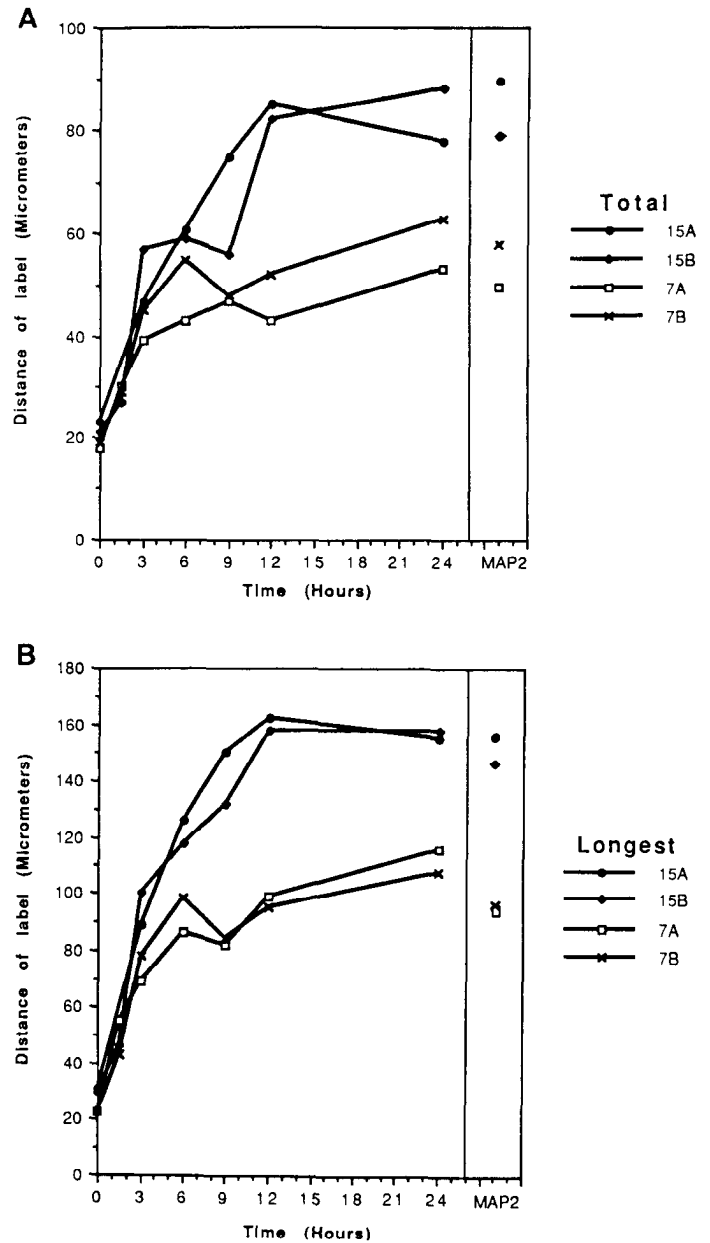 A
100
80
60
40
20
0
Distance of label (Micrometers)
0 3 6 9 12 15 18 21 24 MAP2
Time (Hours)
Total
15A
15B
7A
7B
B
180
160
140
120
100
80
60
40
20
0
Distance of label (Micrometers)
0 3 6 9 12 15 18 21 24 MAP2
Time (Hours)
Longest
15A
15B
7A
7B